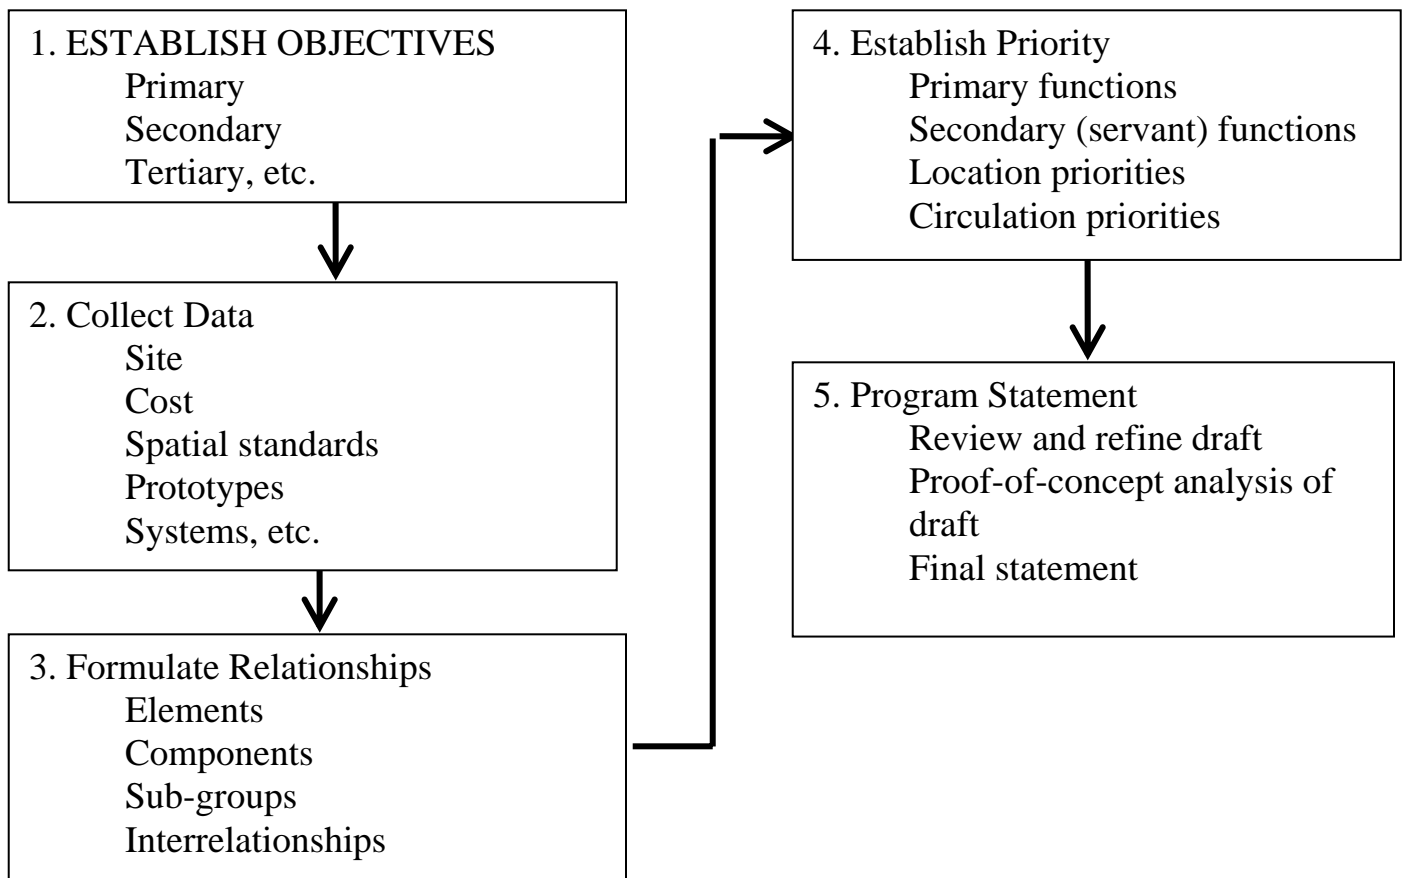 1. ESTABLISH OBJECTIVES
Primary
Secondary
Tertiary, etc.
2. Collect Data
Site
Cost
Spatial standards
Prototypes
Systems, etc.
3. Formulate Relationships
Elements
Components
Sub-groups
Interrelationships
4. Establish Priority
Primary functions
Secondary (servant) functions
Location priorities
Circulation priorities
5. Program Statement
Review and refine draft
Proof-of-concept analysis of
draft
Final statement